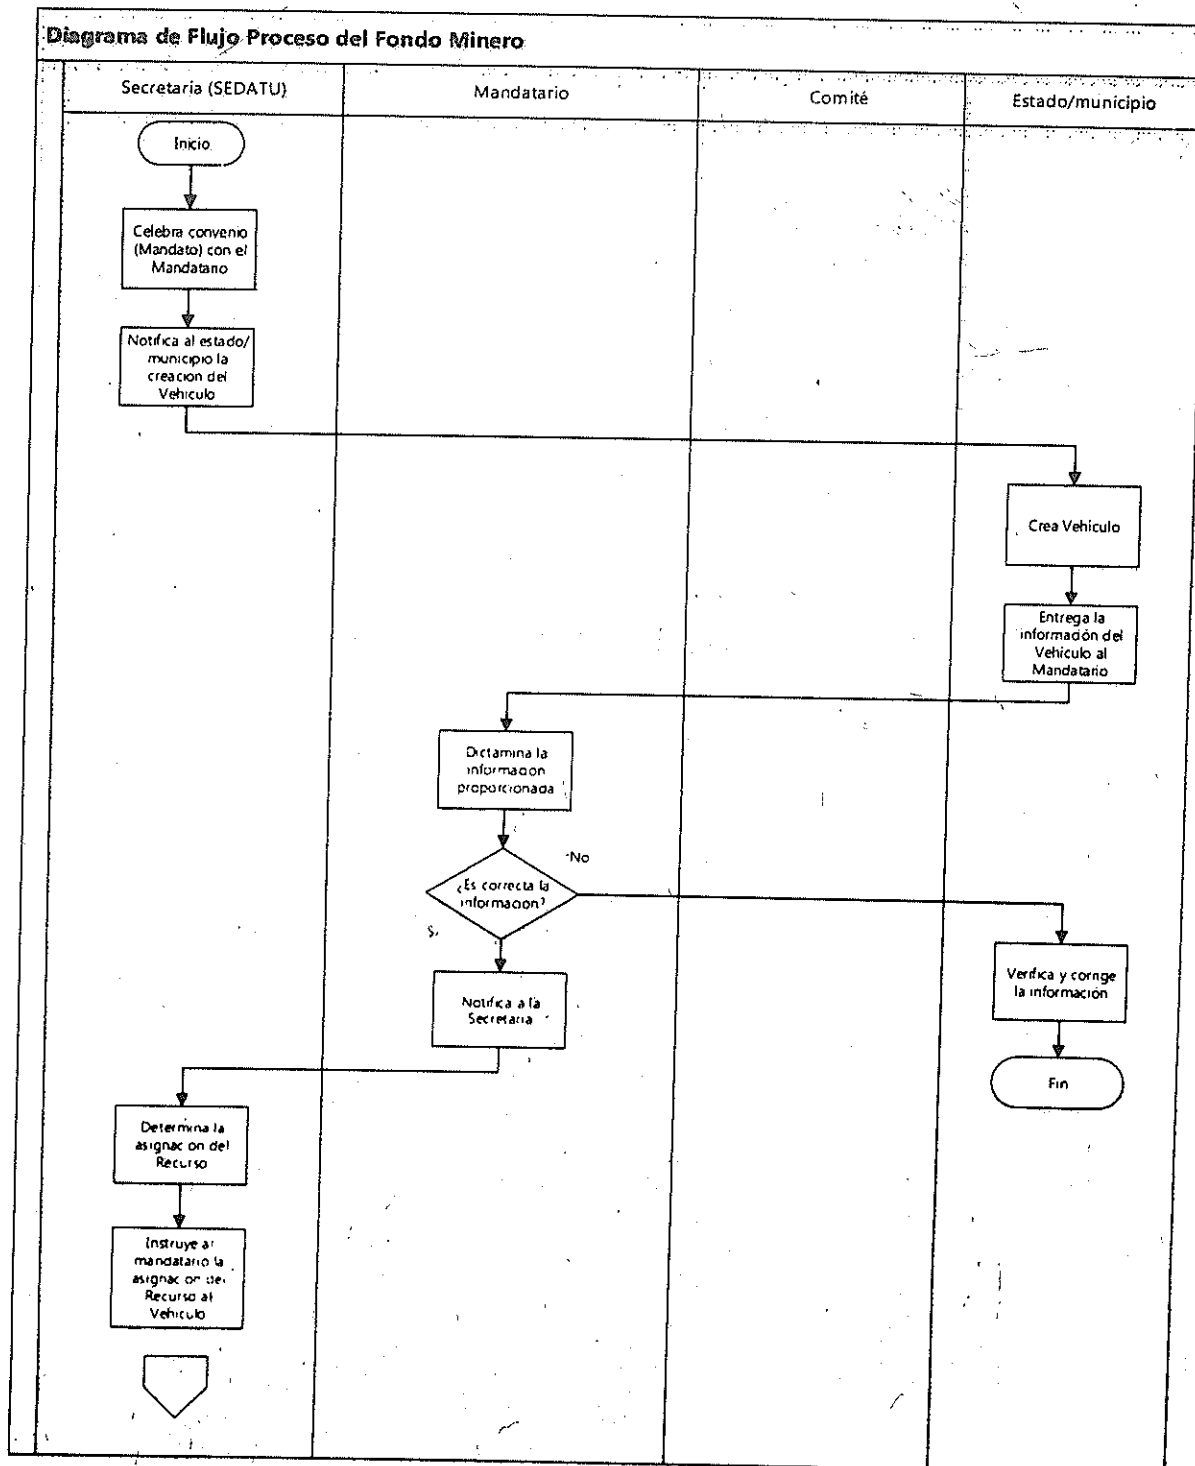 Diagrama de Flujo Proceso del Fondo Minero
Secretaria (SEDATU)
Mandatario
Comité
Estado/municipio
Inicio
Celebra convenio
(Mandato) con el
Mandatario
Notifica al estado/
municipio la
creacion del
Vehiculo
Crea Vehiculo
Entrega la
información del
Vehículo al
Mandatario
Dictamina la
informacion
proporcionada
¿Es correcta la
informacion?
No
Si
Notifica a la
Secretaria
Verifica y corrige
la información
Fin
Determina la
asignacion del
Recurso
Instruye al
mandatario la
asignacion del
Recurso al
Vehiculo